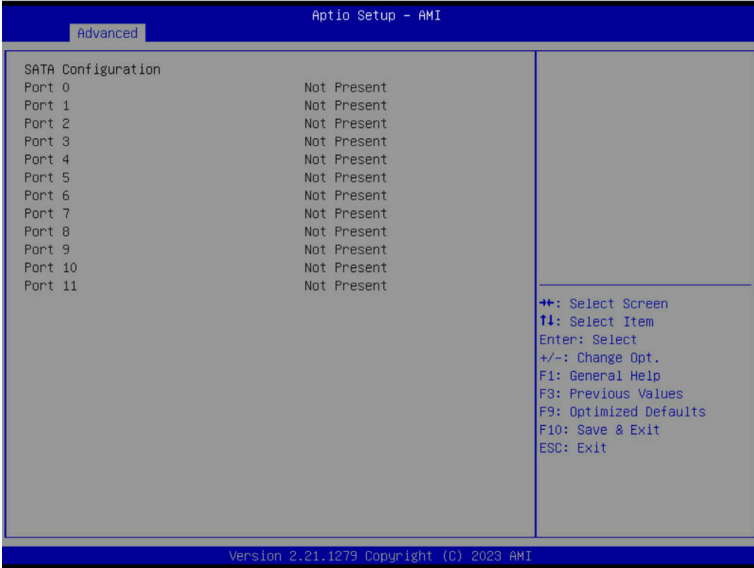 Aptio Setup – AMI
Advanced
SATA Configuration
Port 0 Not Present
Port 1 Not Present
Port 2 Not Present
Port 3 Not Present
Port 4 Not Present
Port 5 Not Present
Port 6 Not Present
Port 7 Not Present
Port 8 Not Present
Port 9 Not Present
Port 10 Not Present
Port 11 Not Present
→←: Select Screen
↑↓: Select Item
Enter: Select
+/-: Change Opt.
F1: General Help
F3: Previous Values
F9: Optimized Defaults
F10: Save & Exit
ESC: Exit
Version 2.21.1279 Copyright (C) 2023 AMI